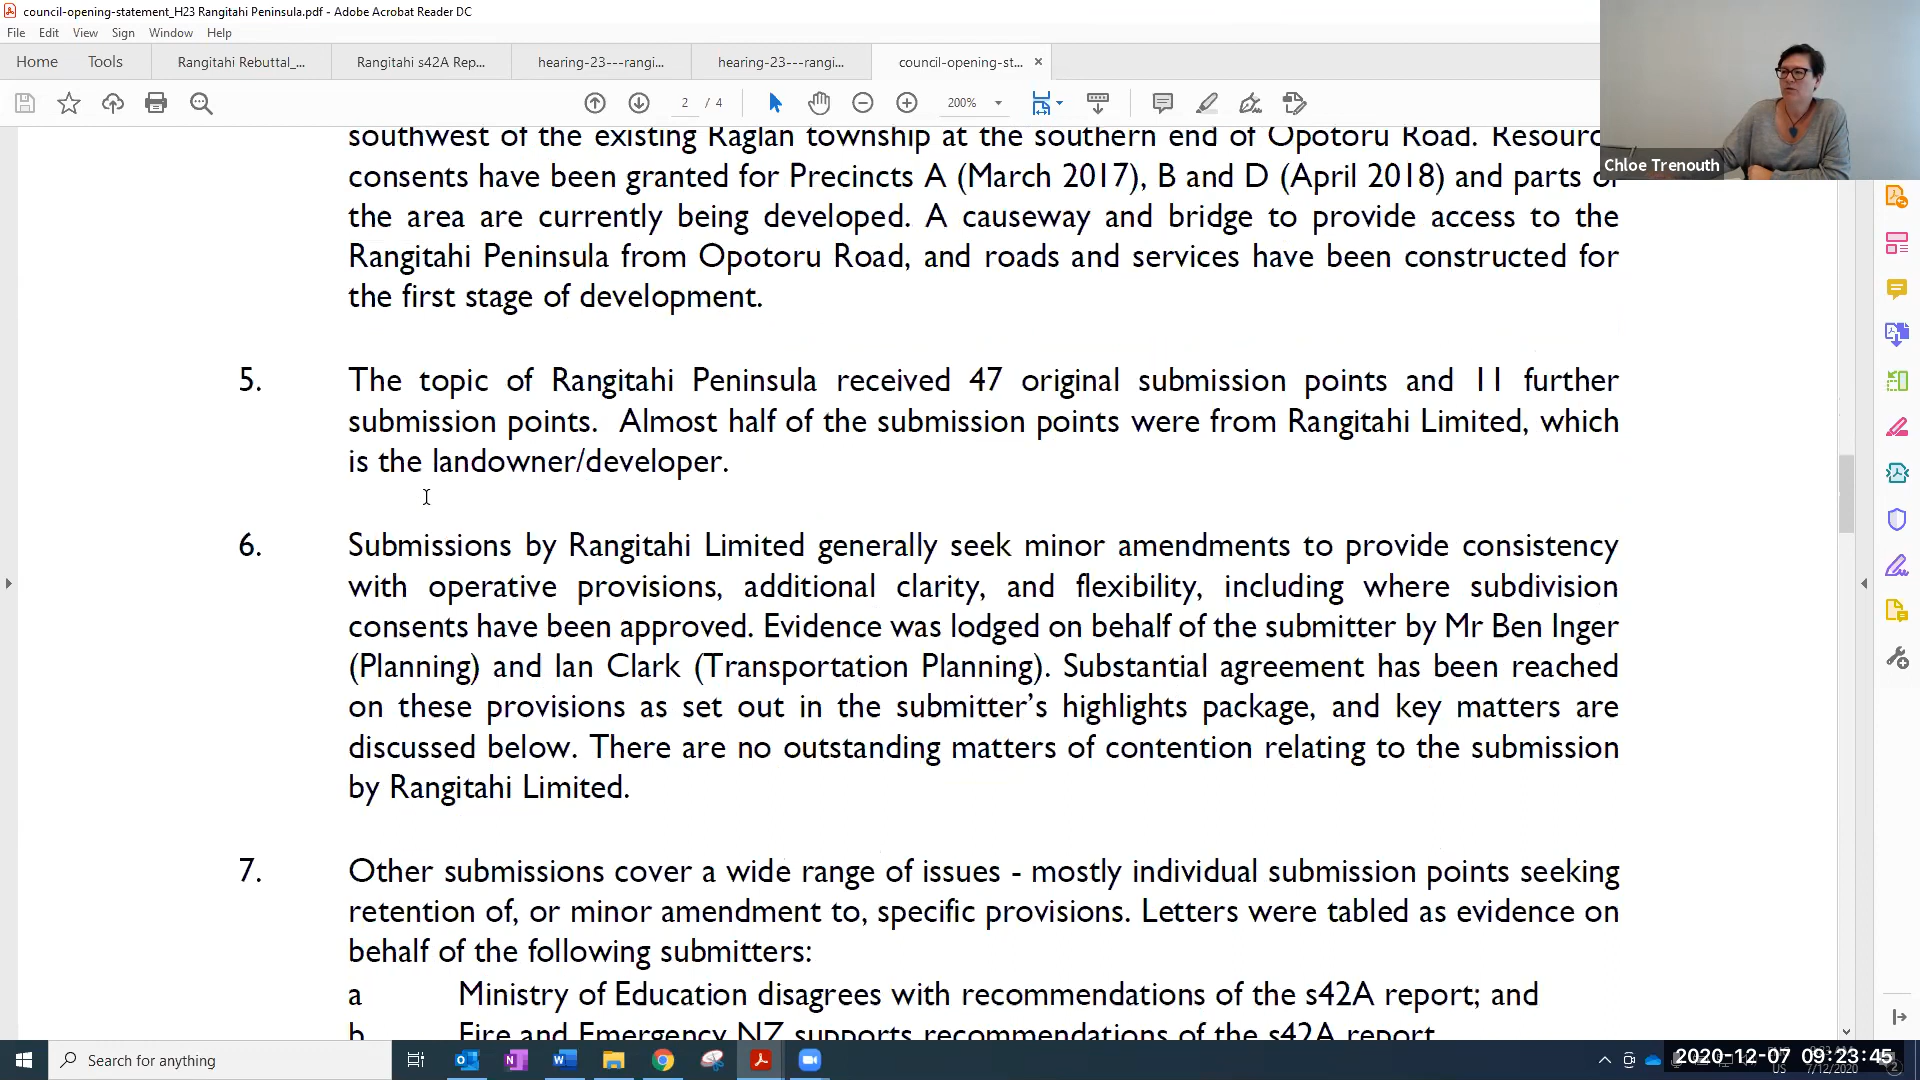 council-opening-statement_H23 Rangitahi Peninsula.pdf - Adobe Acrobat Reader DC
File Edit View Sign Window Help
Home Tools Rangitahi Rebuttal_... Rangitahi s42A Rep... hearing-23---rangi... hearing-23---rangi... council-opening-st... ×
2 / 4 200%
Chloe Trenouth
southwest of the existing Raglan township at the southern end of Opotoru Road.
consents have been granted for Precincts A (March 2017), B and D (April 2018) and parts
the area are currently being developed. A causeway and bridge to provide access to the
Rangitahi Peninsula from Opotoru Road, and roads and services have been constructed for
the first stage of development.
5. The topic of Rangitahi Peninsula received 47 original submission points and 11 further
submission points. Almost half of the submission points were from Rangitahi Limited, which
is the landowner/developer.
6. Submissions by Rangitahi Limited generally seek minor amendments to provide consistency
with operative provisions, additional clarity, and flexibility, including where subdivision
consents have been approved. Evidence was lodged on behalf of the submitter by Mr Ben Inger
(Planning) and Ian Clark (Transportation Planning). Substantial agreement has been reached
on these provisions as set out in the submitter’s highlights package, and key matters are
discussed below. There are no outstanding matters of contention relating to the submission
by Rangitahi Limited.
7. Other submissions cover a wide range of issues - mostly individual submission points seeking
retention of, or minor amendment to, specific provisions. Letters were tabled as evidence on
behalf of the following submitters:
a Ministry of Education disagrees with recommendations of the s42A report; and
b Fire and Emergency NZ supports recommendations of the s42A report
Search for anything
2020-12-07 09:23:45
7/12/2020